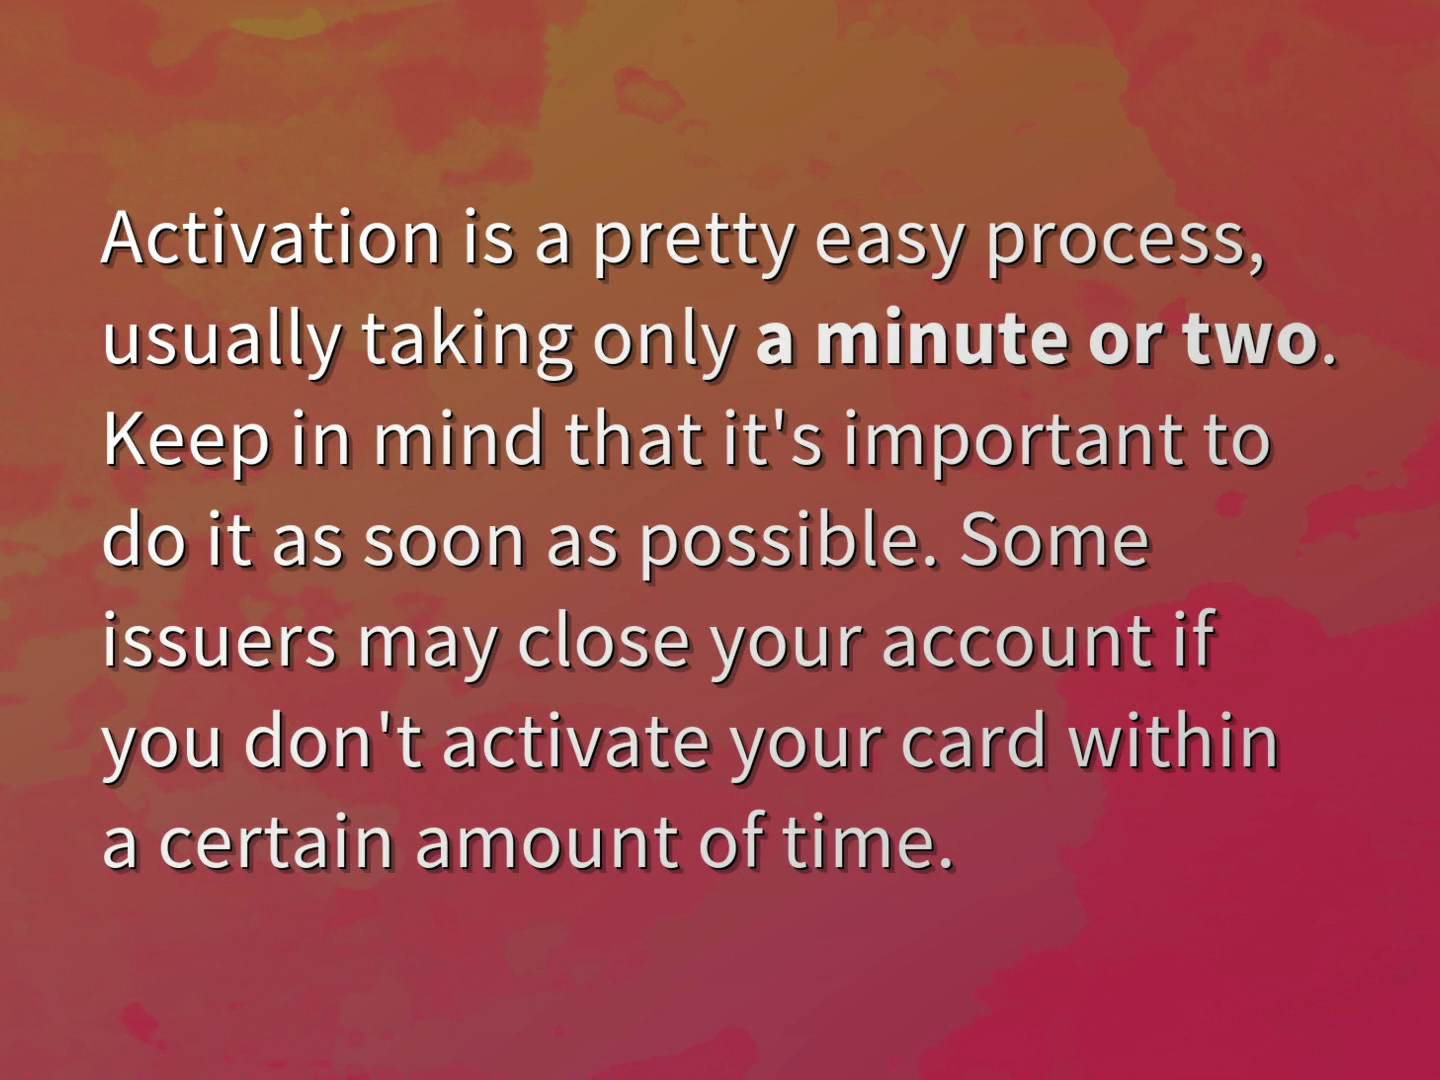 Activation is a pretty easy process,
usually taking only a minute or two.
Keep in mind that it's important to
do it as soon as possible. Some
issuers may close your account if
you don't activate your card within
a certain amount of time.